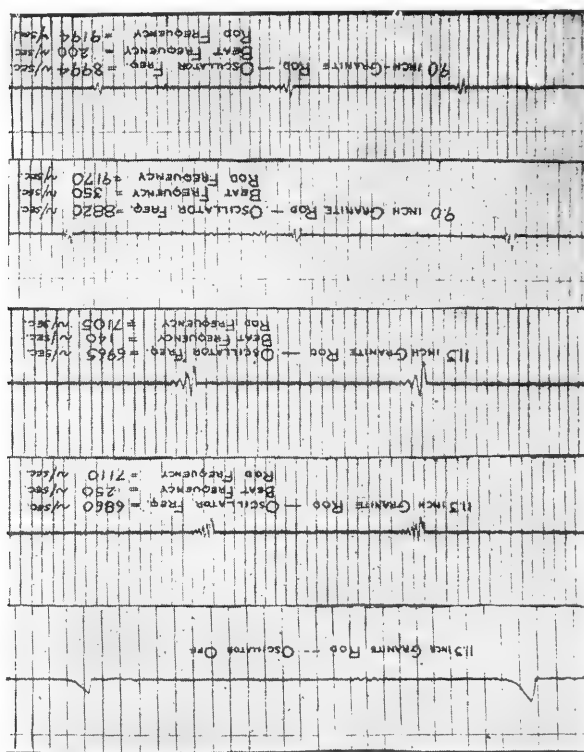 11.3 INCH GRANITE ROD -- OSCILLATOR OFF
11.3 INCH GRANITE ROD — OSCILLATOR FREQ. = 6860 ~/SEC.
BEAT FREQUENCY = 250 ~/SEC.
ROD FREQUENCY = 7110 ~/SEC.
11.3 INCH GRANITE ROD — OSCILLATOR FREQ. = 6965 ~/SEC.
BEAT FREQUENCY = 140 ~/SEC.
ROD FREQUENCY = 7105 ~/SEC.
9.0 INCH GRANITE ROD — OSCILLATOR FREQ. = 8820 ~/SEC.
BEAT FREQUENCY = 350 ~/SEC.
ROD FREQUENCY = 9170 ~/SEC.
9.0 INCH-GRANITE ROD — OSCILLATOR FREQ. = 8994 ~/SEC.
BEAT FREQUENCY = 200 ~/SEC.
ROD FREQUENCY = 9194 ~/SEC.